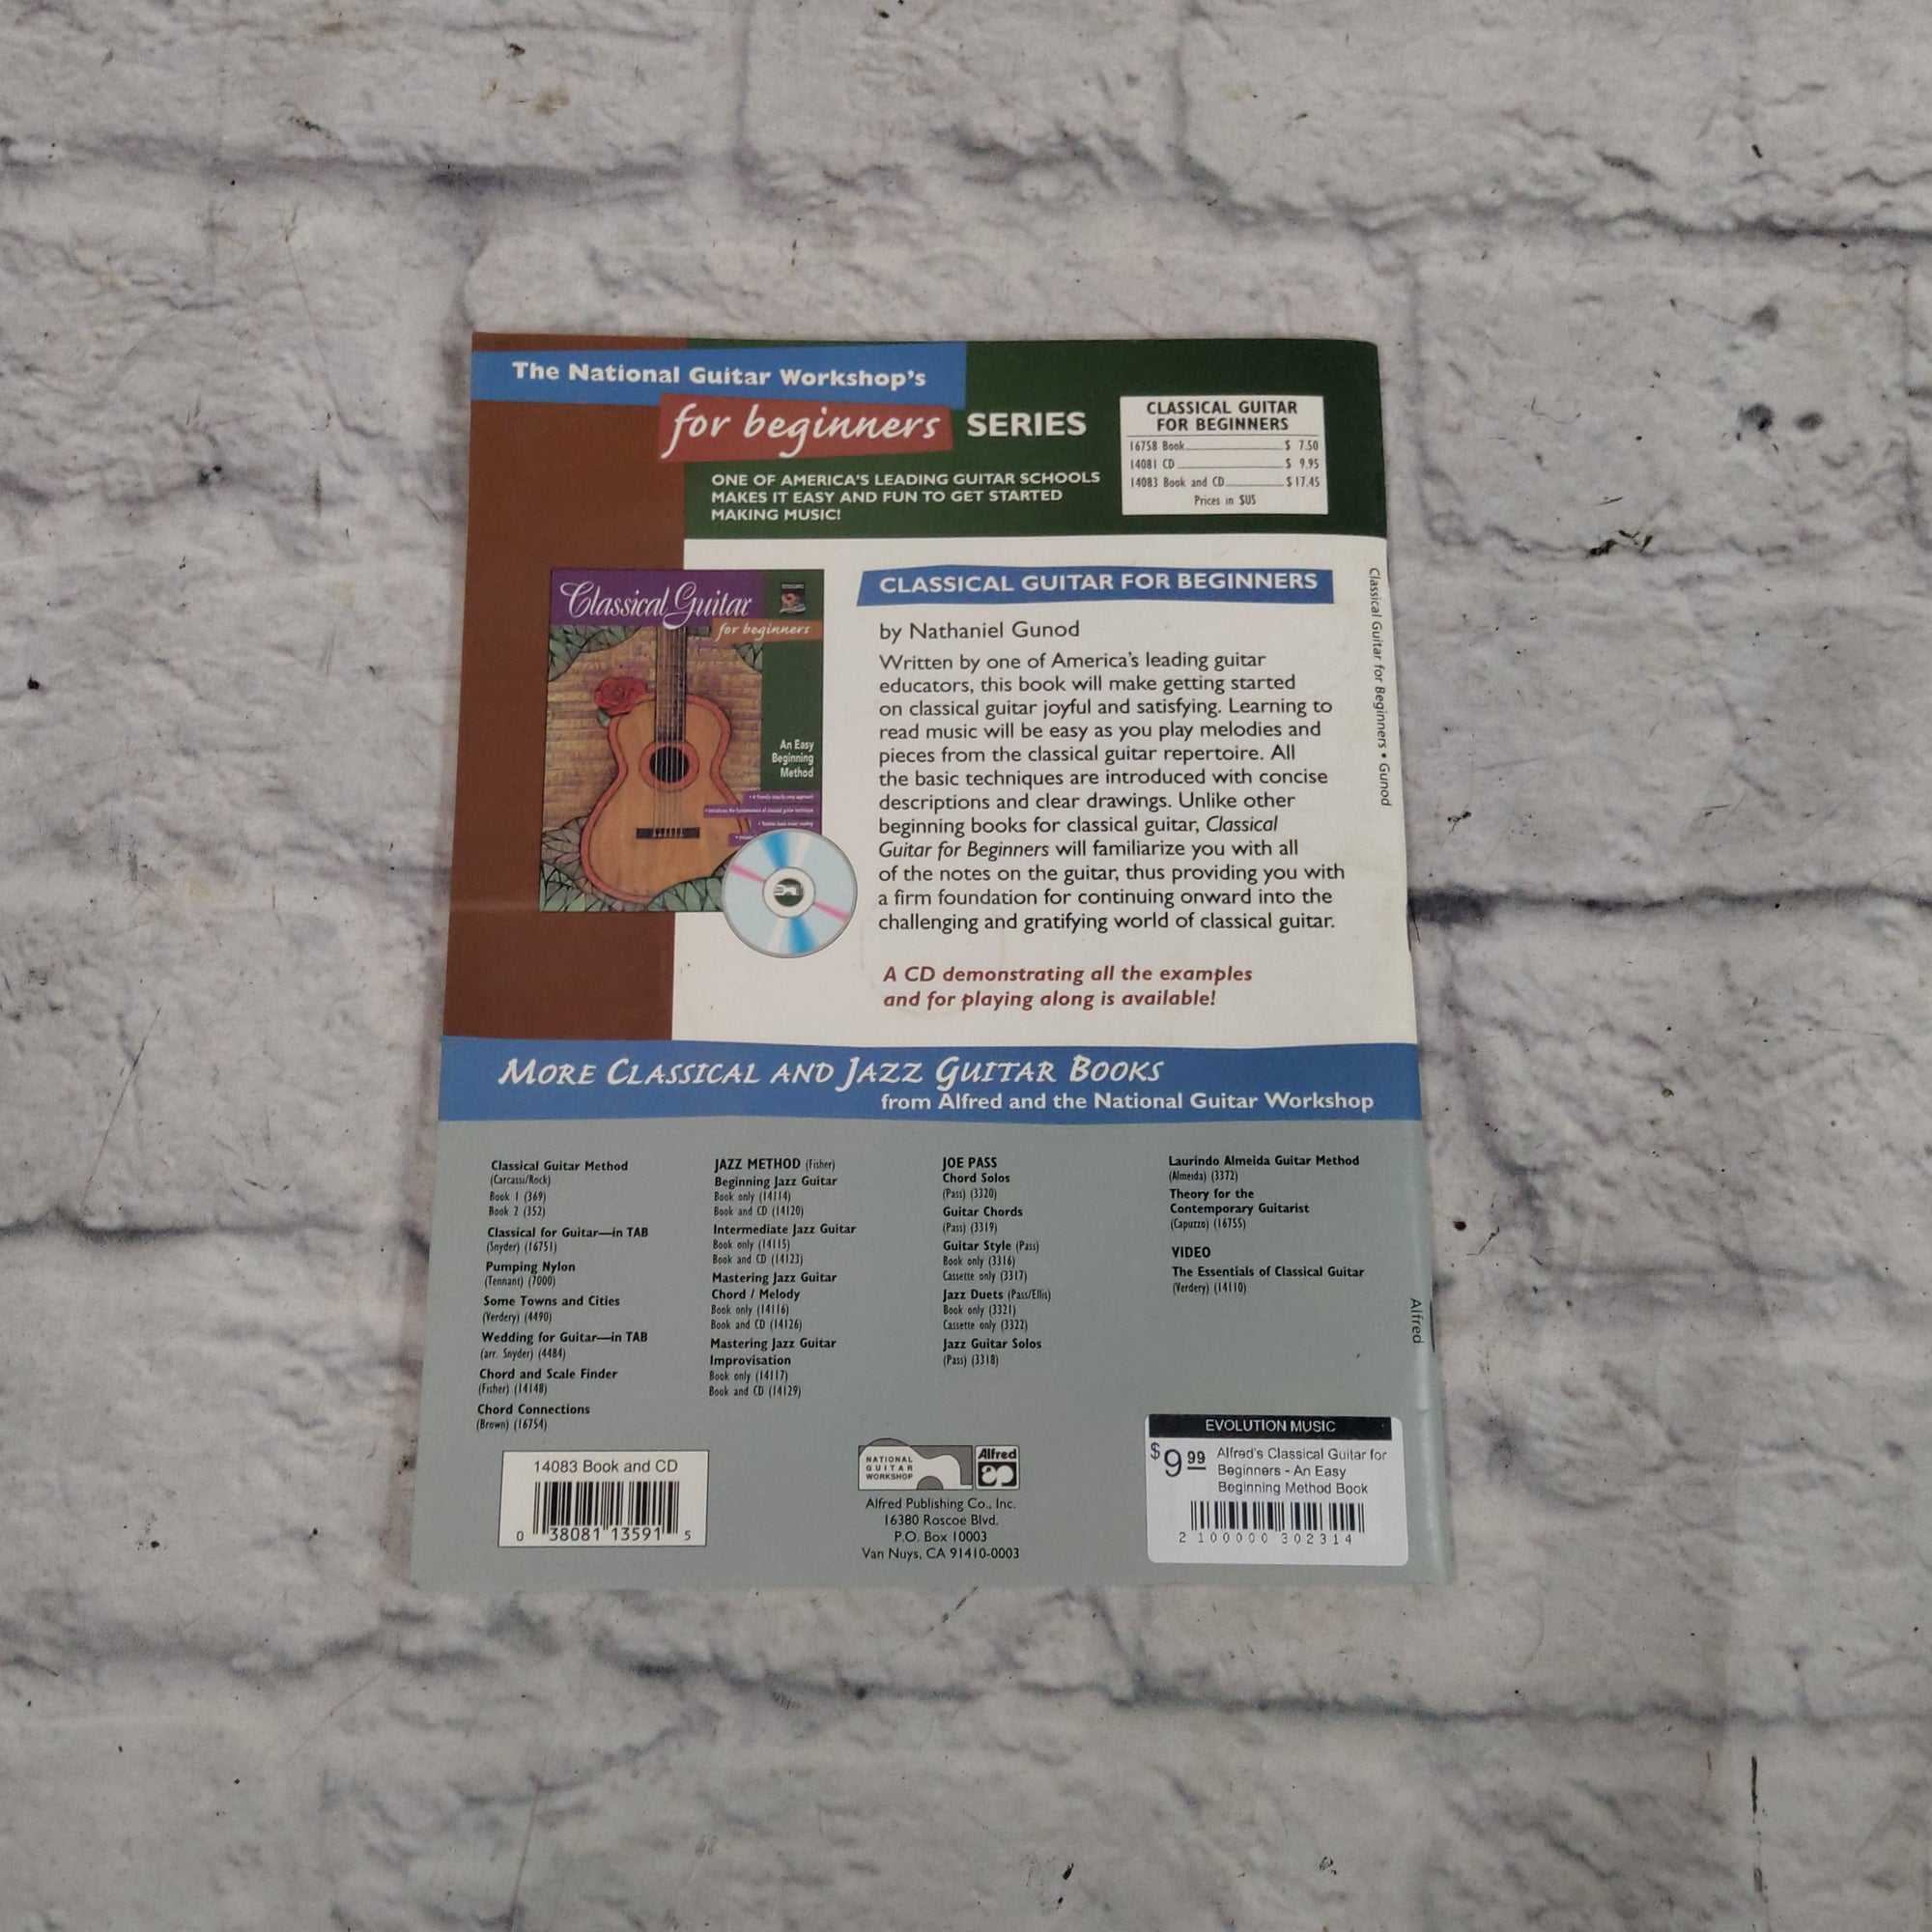 The National Guitar Workshop's
for beginners SERIES
ONE OF AMERICA'S LEADING GUITAR SCHOOLS
MAKES IT EASY AND FUN TO GET STARTED
MAKING MUSIC!
CLASSICAL GUITAR
FOR BEGINNERS
16758 Book $ 7.50
14081 CD $ 9.95
14083 Book and CD $17.45
Prices in $US
Classical Guitar
for beginners
An Easy
Beginning
Method
CLASSICAL GUITAR FOR BEGINNERS
by Nathaniel Gunod
Written by one of America's leading guitar
educators, this book will make getting started
on classical guitar joyful and satisfying. Learning to
read music will be easy as you play melodies and
pieces from the classical guitar repertoire. All
the basic techniques are introduced with concise
descriptions and clear drawings. Unlike other
beginning books for classical guitar, Classical
Guitar for Beginners will familiarize you with all
of the notes on the guitar, thus providing you with
a firm foundation for continuing onward into the
challenging and gratifying world of classical guitar.
A CD demonstrating all the examples
and for playing along is available!
Classical Guitar for Beginners • Gunod
MORE CLASSICAL AND JAZZ GUITAR BOOKS
from Alfred and the National Guitar Workshop
Classical Guitar Method
(Carcassi/Rock)
Book 1 (369)
Book 2 (352)
Classical for Guitar—in TAB
(Snyder) (16751)
Pumping Nylon
(Tennant) (7000)
Some Towns and Cities
(Verdery) (4490)
Wedding for Guitar—in TAB
(arr. Snyder) (4484)
Chord and Scale Finder
(Fisher) (14148)
Chord Connections
(Brown) (16754)
JAZZ METHOD (Fisher)
Beginning Jazz Guitar
Book only (14114)
Book and CD (14120)
Intermediate Jazz Guitar
Book only (14115)
Book and CD (14123)
Mastering Jazz Guitar
Chord / Melody
Book only (14116)
Book and CD (14126)
Mastering Jazz Guitar
Improvisation
Book only (14117)
Book and CD (14129)
JOE PASS
Chord Solos
(Pass) (3320)
Guitar Chords
(Pass) (3319)
Guitar Style (Pass)
Book only (3316)
Cassette only (3317)
Jazz Duets (Pass/Ellis)
Book only (3321)
Cassette only (3322)
Jazz Guitar Solos
(Pass) (3318)
Laurindo Almeida Guitar Method
(Almeida) (3372)
Theory for the
Contemporary Guitarist
(Capuzzo) (16755)
VIDEO
The Essentials of Classical Guitar
(Verdery) (14110)
Alfred
14083 Book and CD
0 38081 13591 5
NATIONAL
GUITAR
WORKSHOP
Alfred
Alfred Publishing Co., Inc.
16380 Roscoe Blvd.
P.O. Box 10003
Van Nuys, CA 91410-0003
EVOLUTION MUSIC
$9 99
Alfred's Classical Guitar for
Beginners - An Easy
Beginning Method Book
2 100000 302314